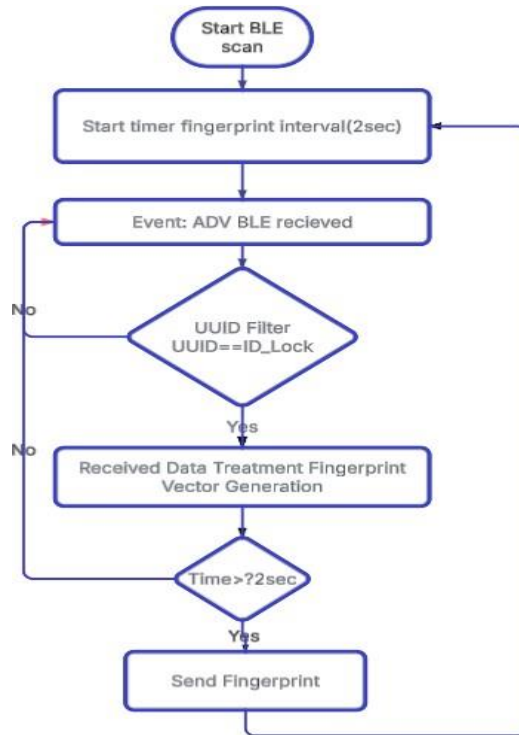 Start BLE
scan
Start timer fingerprint interval(2sec)
Event: ADV BLE recieved
No
UUID Filter
UUID==ID_Lock
Yes
No
Received Data Treatment Fingerprint
Vector Generation
Time>?2sec
Yes
Send Fingerprint